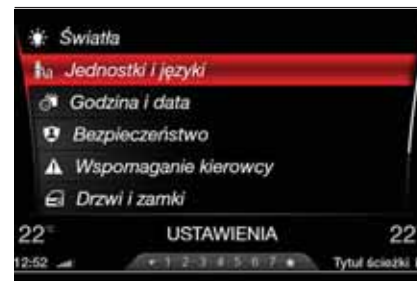 Światła
Jednostki i języki
Godzina i data
Bezpieczeństwo
Wspomaganie kierowcy
Drzwi i zamki
22° USTAWIENIA 22
12:52 1 2 3 4 5 6 7 Tytuł ścieżki